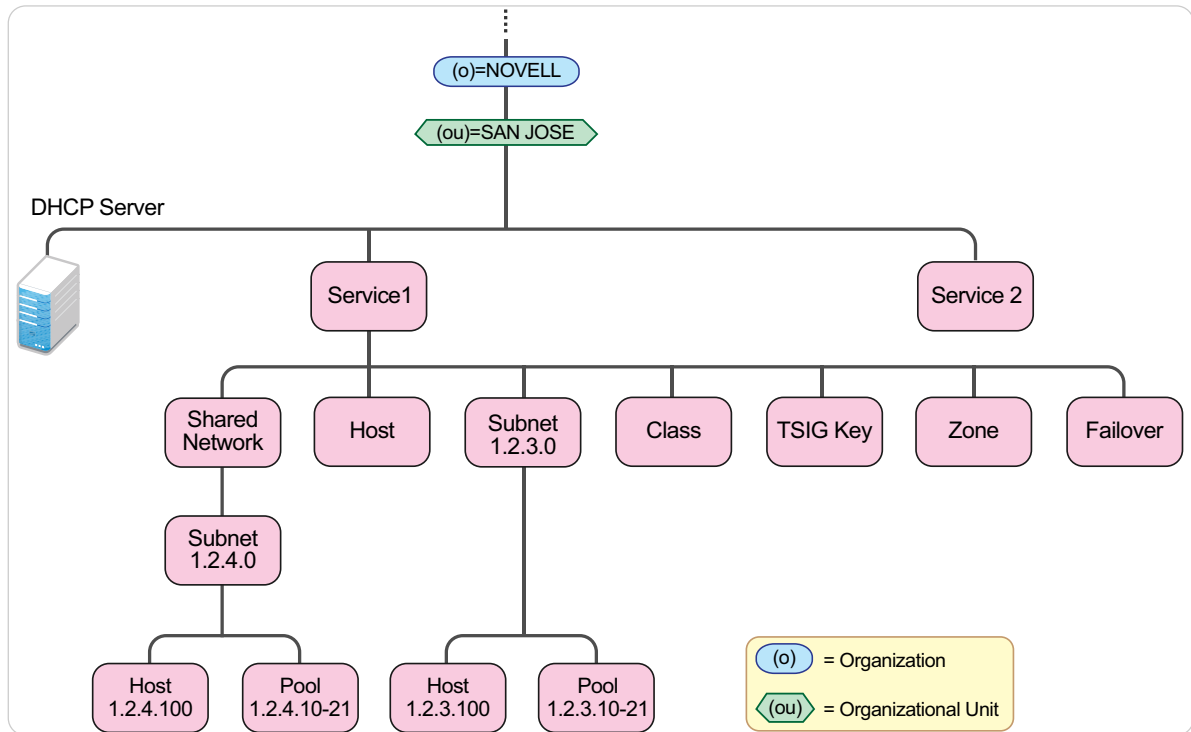 (o)=NOVELL
(ou)=SAN JOSE
DHCP Server
Service1
Service 2
Shared
Network
Host
Subnet
1.2.3.0
Class
TSIG Key
Zone
Failover
Subnet
1.2.4.0
Host
1.2.4.100
Pool
1.2.4.10-21
Host
1.2.3.100
Pool
1.2.3.10-21
(o) = Organization
(ou) = Organizational Unit